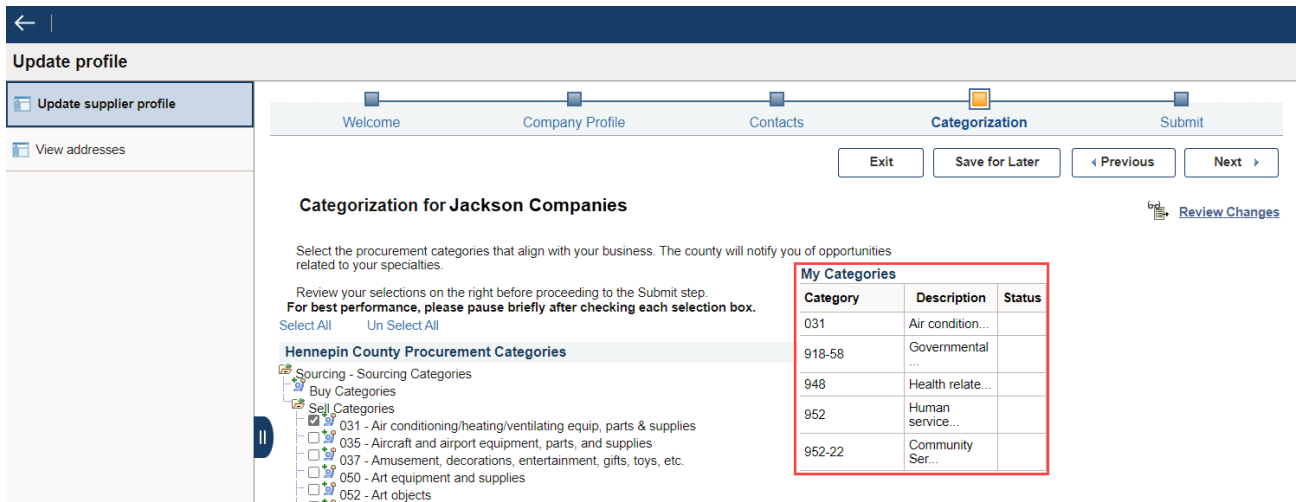 Update profile
Update supplier profile
View addresses
Welcome
Company Profile
Contacts
Categorization
Submit
Exit
Save for Later
Previous
Next
Categorization for Jackson Companies
Review Changes
Select the procurement categories that align with your business. The county will notify you of opportunities
related to your specialties.
Review your selections on the right before proceeding to the Submit step.
For best performance, please pause briefly after checking each selection box.
Select All
Un Select All
Hennepin County Procurement Categories
Sourcing - Sourcing Categories
Buy Categories
Sell Categories
031 - Air conditioning/heating/ventilating equip, parts & supplies
035 - Aircraft and airport equipment, parts, and supplies
037 - Amusement, decorations, entertainment, gifts, toys, etc.
050 - Art equipment and supplies
052 - Art objects
My Categories
Category Description Status
031 Air condition...
918-58 Governmental
...
948 Health relate...
952 Human
service...
952-22 Community
Ser...